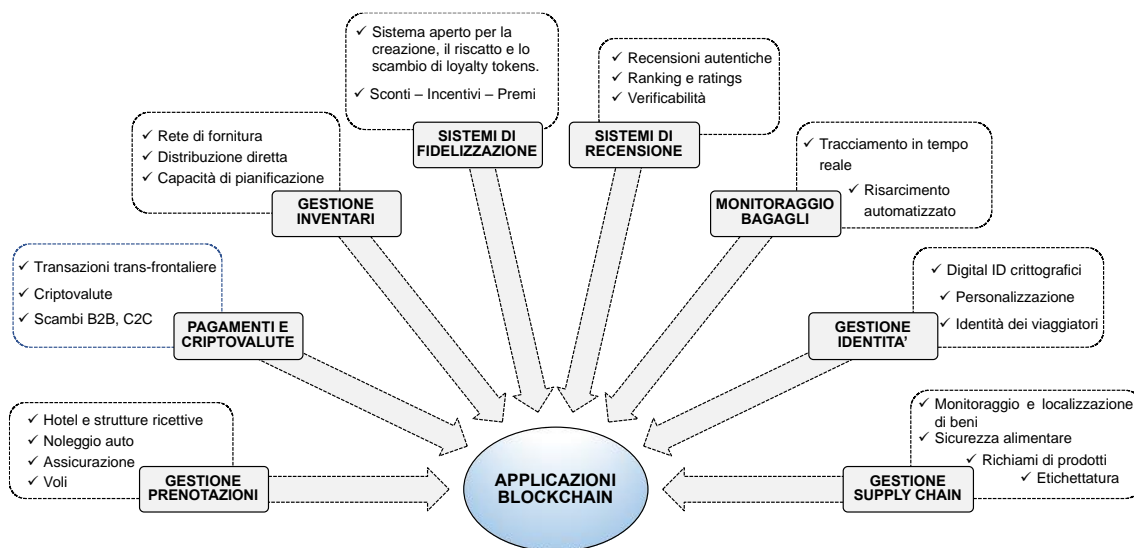 ✓ Sistema aperto per la
creazione, il riscatto e lo
scambio di loyalty tokens.
✓ Sconti – Incentivi – Premi
SISTEMI DI
FIDELIZZAZIONE
✓ Recensioni autentiche
✓ Ranking e ratings
✓ Verificabilità
SISTEMI DI
RECENSIONE
✓ Rete di fornitura
✓ Distribuzione diretta
✓ Capacità di pianificazione
GESTIONE
INVENTARI
✓ Tracciamento in tempo
reale
✓ Risarcimento
automatizzato
MONITORAGGIO
BAGAGLI
✓ Transazioni trans-frontaliere
✓ Criptovalute
✓ Scambi B2B, C2C
PAGAMENTI E
CRIPTOVALUTE
✓ Digital ID crittografici
✓ Personalizzazione
✓ Identità dei viaggiatori
GESTIONE
IDENTITA’
✓ Hotel e strutture ricettive
✓ Noleggio auto
✓ Assicurazione
✓ Voli
GESTIONE
PRENOTAZIONI
APPLICAZIONI
BLOCKCHAIN
✓ Monitoraggio e localizzazione
di beni
✓ Sicurezza alimentare
✓ Richiami di prodotti
✓ Etichettatura
GESTIONE
SUPPLY CHAIN